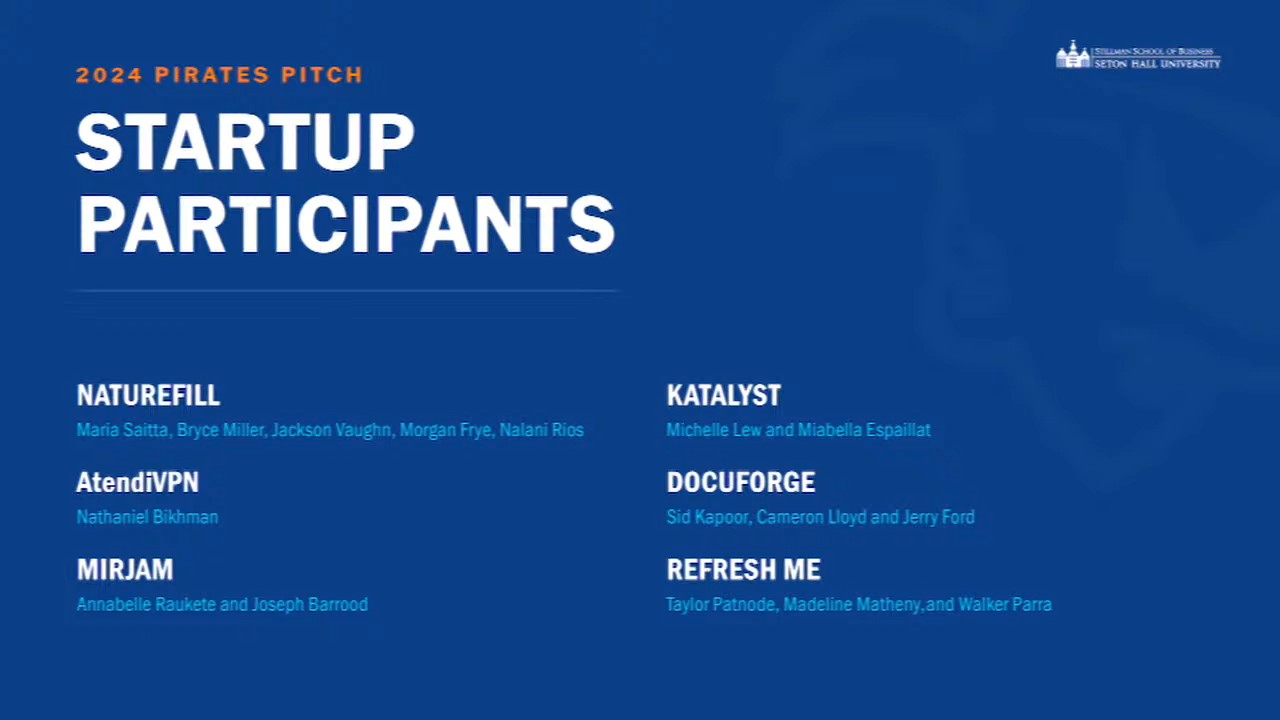 2024 PIRATES PITCH
STILLMAN SCHOOL OF BUSINESS
SETON HALL UNIVERSITY
STARTUP
PARTICIPANTS
NATUREFILL
Maria Saitta, Bryce Miller, Jackson Vaughn, Morgan Frye, Nalani Rios
AtendiVPN
Nathaniel Bikhman
MIRJAM
Annabelle Raukete and Joseph Barrood
KATALYST
Michelle Lew and Miabella Espaillat
DOCUFORGE
Sid Kapoor, Cameron Lloyd and Jerry Ford
REFRESH ME
Taylor Patnode, Madeline Matheny,and Walker Parra